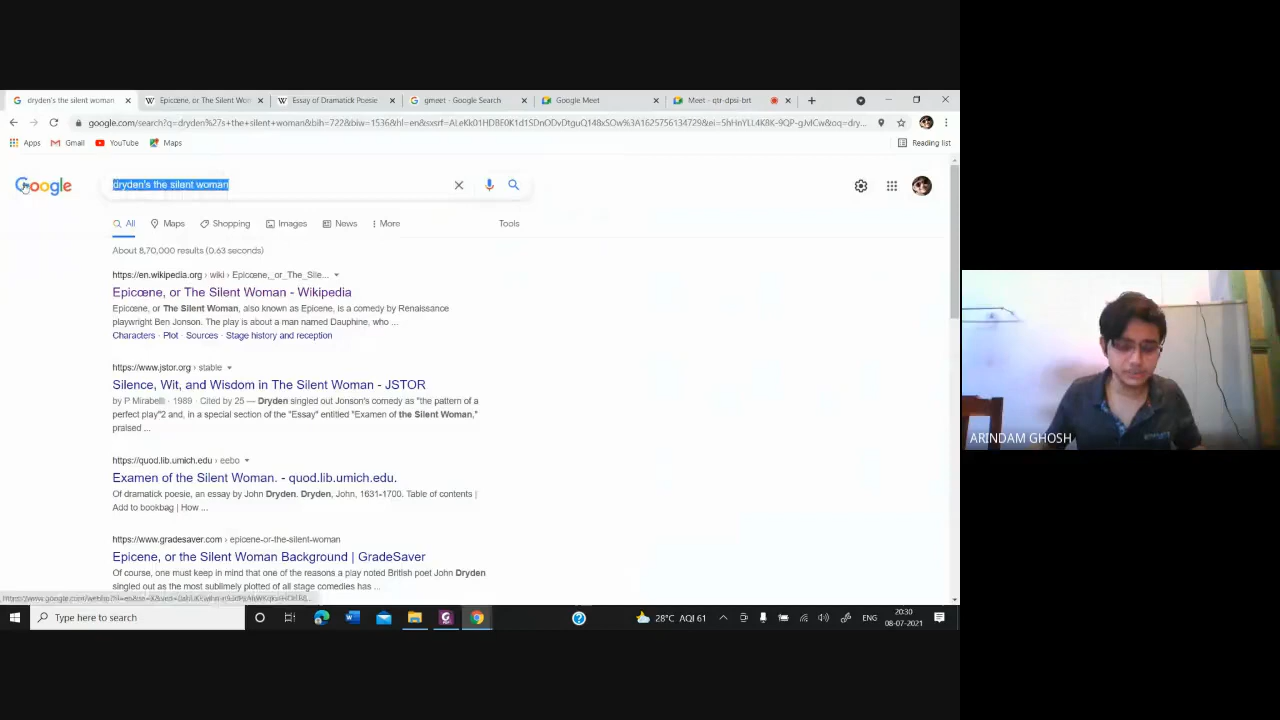 dryden's the silent woman
Epicœne, or The Silent Wom
Essay of Dramatick Poesie
gmeet - Google Search
Google Meet
Meet - qtr-dpsi-brt
Apps
Gmail
YouTube
Maps
Reading list
Google
dryden's the silent woman
All
Maps
Shopping
Images
News
More
Tools
About 8,70,000 results (0.63 seconds)
https://en.wikipedia.org › wiki › Epicœne,_or_The_Sile...
Epicœne, or The Silent Woman - Wikipedia
Epicœne, or The Silent Woman, also known as Epicene, is a comedy by Renaissance
playwright Ben Jonson. The play is about a man named Dauphine, who ...
Characters · Plot · Sources · Stage history and reception
https://www.jstor.org › stable
Silence, Wit, and Wisdom in The Silent Woman - JSTOR
by P Mirabelli · 1989 · Cited by 25 — Dryden singled out Jonson's comedy as "the pattern of a
perfect play"2 and, in a special section of the "Essay" entitled "Examen of the Silent Woman,"
praised ...
https://quod.lib.umich.edu › eebo
Examen of the Silent Woman. - quod.lib.umich.edu.
Of dramatick poesie, an essay by John Dryden. Dryden, John, 1631-1700. Table of contents |
Add to bookbag | How ...
https://www.gradesaver.com › epicene-or-the-silent-woman
Epicene, or the Silent Woman Background | GradeSaver
Of course, one must keep in mind that one of the reasons a play noted British poet John Dryden
singled out as the most sublimely plotted of all stage comedies has ...
ARINDAM GHOSH
Type here to search
28°C AQI 61
ENG
20:30
08-07-2021